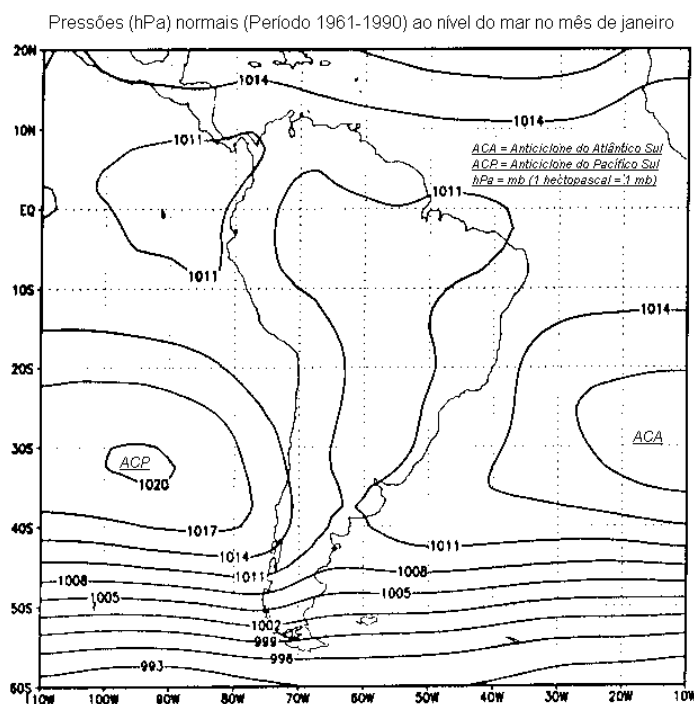 Pressões (hPa) normais (Período 1961-1990) ao nível do mar no mês de janeiro
20N
1014
1014
10N
1011
ACA = Anticiclone do Atlântico Sul
ACP = Anticiclone do Pacífico Sul
hPa = mb (1 hectopascal = 1 mb)
1011
EQ
1011
10S
1014
20S
30S
ACP
ACA
1020
1017
40S
1014
1011
1011
1008
1008
1005
1005
50S
1002
999
996
993
60S
110W 100W 90W 80W 70W 60W 50W 40W 30W 20W 10W